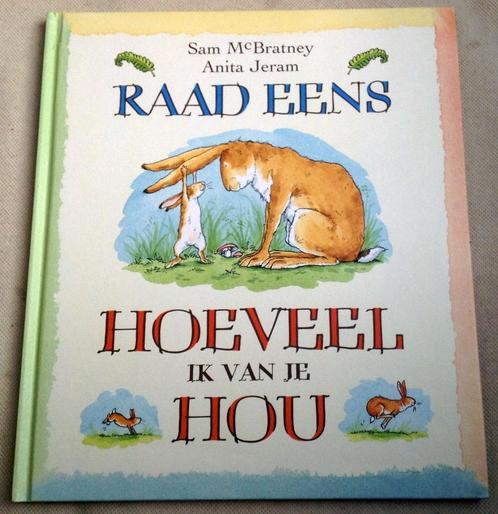 Sam McBratney
Anita Jeram
RAAD EENS
HOEVEEL
IK VAN JE
HOU